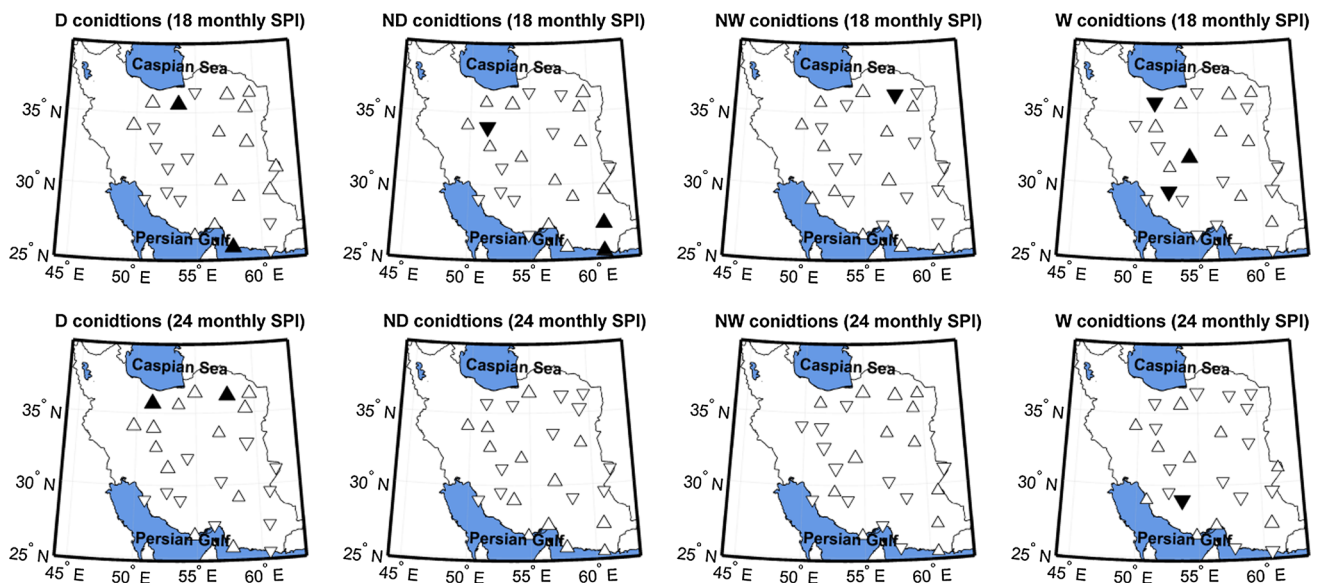 D conidtions (18 monthly SPI) ND conidtions (18 monthly SPI) NW conidtions (18 monthly SPI) W conidtions (18 monthly SPI)
Caspian Sea Caspian Sea Caspian Sea Caspian Sea
35° N 35° N 35° N 35° N
30° N 30° N 30° N 30° N
Persian Gulf Persian Gulf Persian Gulf Persian Gulf
25° N 25° N 25° N 25° N
45° E 50° E 55° E 60° E 45° E 50° E 55° E 60° E 45° E 50° E 55° E 60° E 45° E 50° E 55° E 60° E
D conidtions (24 monthly SPI) ND conidtions (24 monthly SPI) NW conidtions (24 monthly SPI) W conidtions (24 monthly SPI)
Caspian Sea Caspian Sea Caspian Sea Caspian Sea
35° N 35° N 35° N 35° N
30° N 30° N 30° N 30° N
Persian Gulf Persian Gulf Persian Gulf Persian Gulf
25° N 25° N 25° N 25° N
45° E 50° E 55° E 60° E 45° E 50° E 55° E 60° E 45° E 50° E 55° E 60° E 45° E 50° E 55° E 60° E